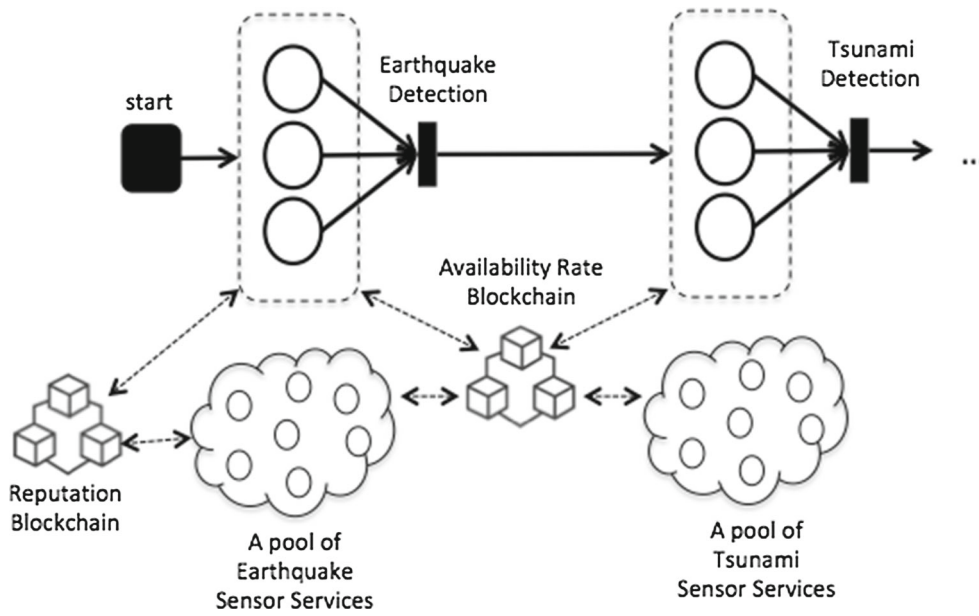 start
Earthquake
Detection
Tsunami
Detection
..
Availability Rate
Blockchain
Reputation
Blockchain
A pool of
Earthquake
Sensor Services
A pool of
Tsunami
Sensor Services